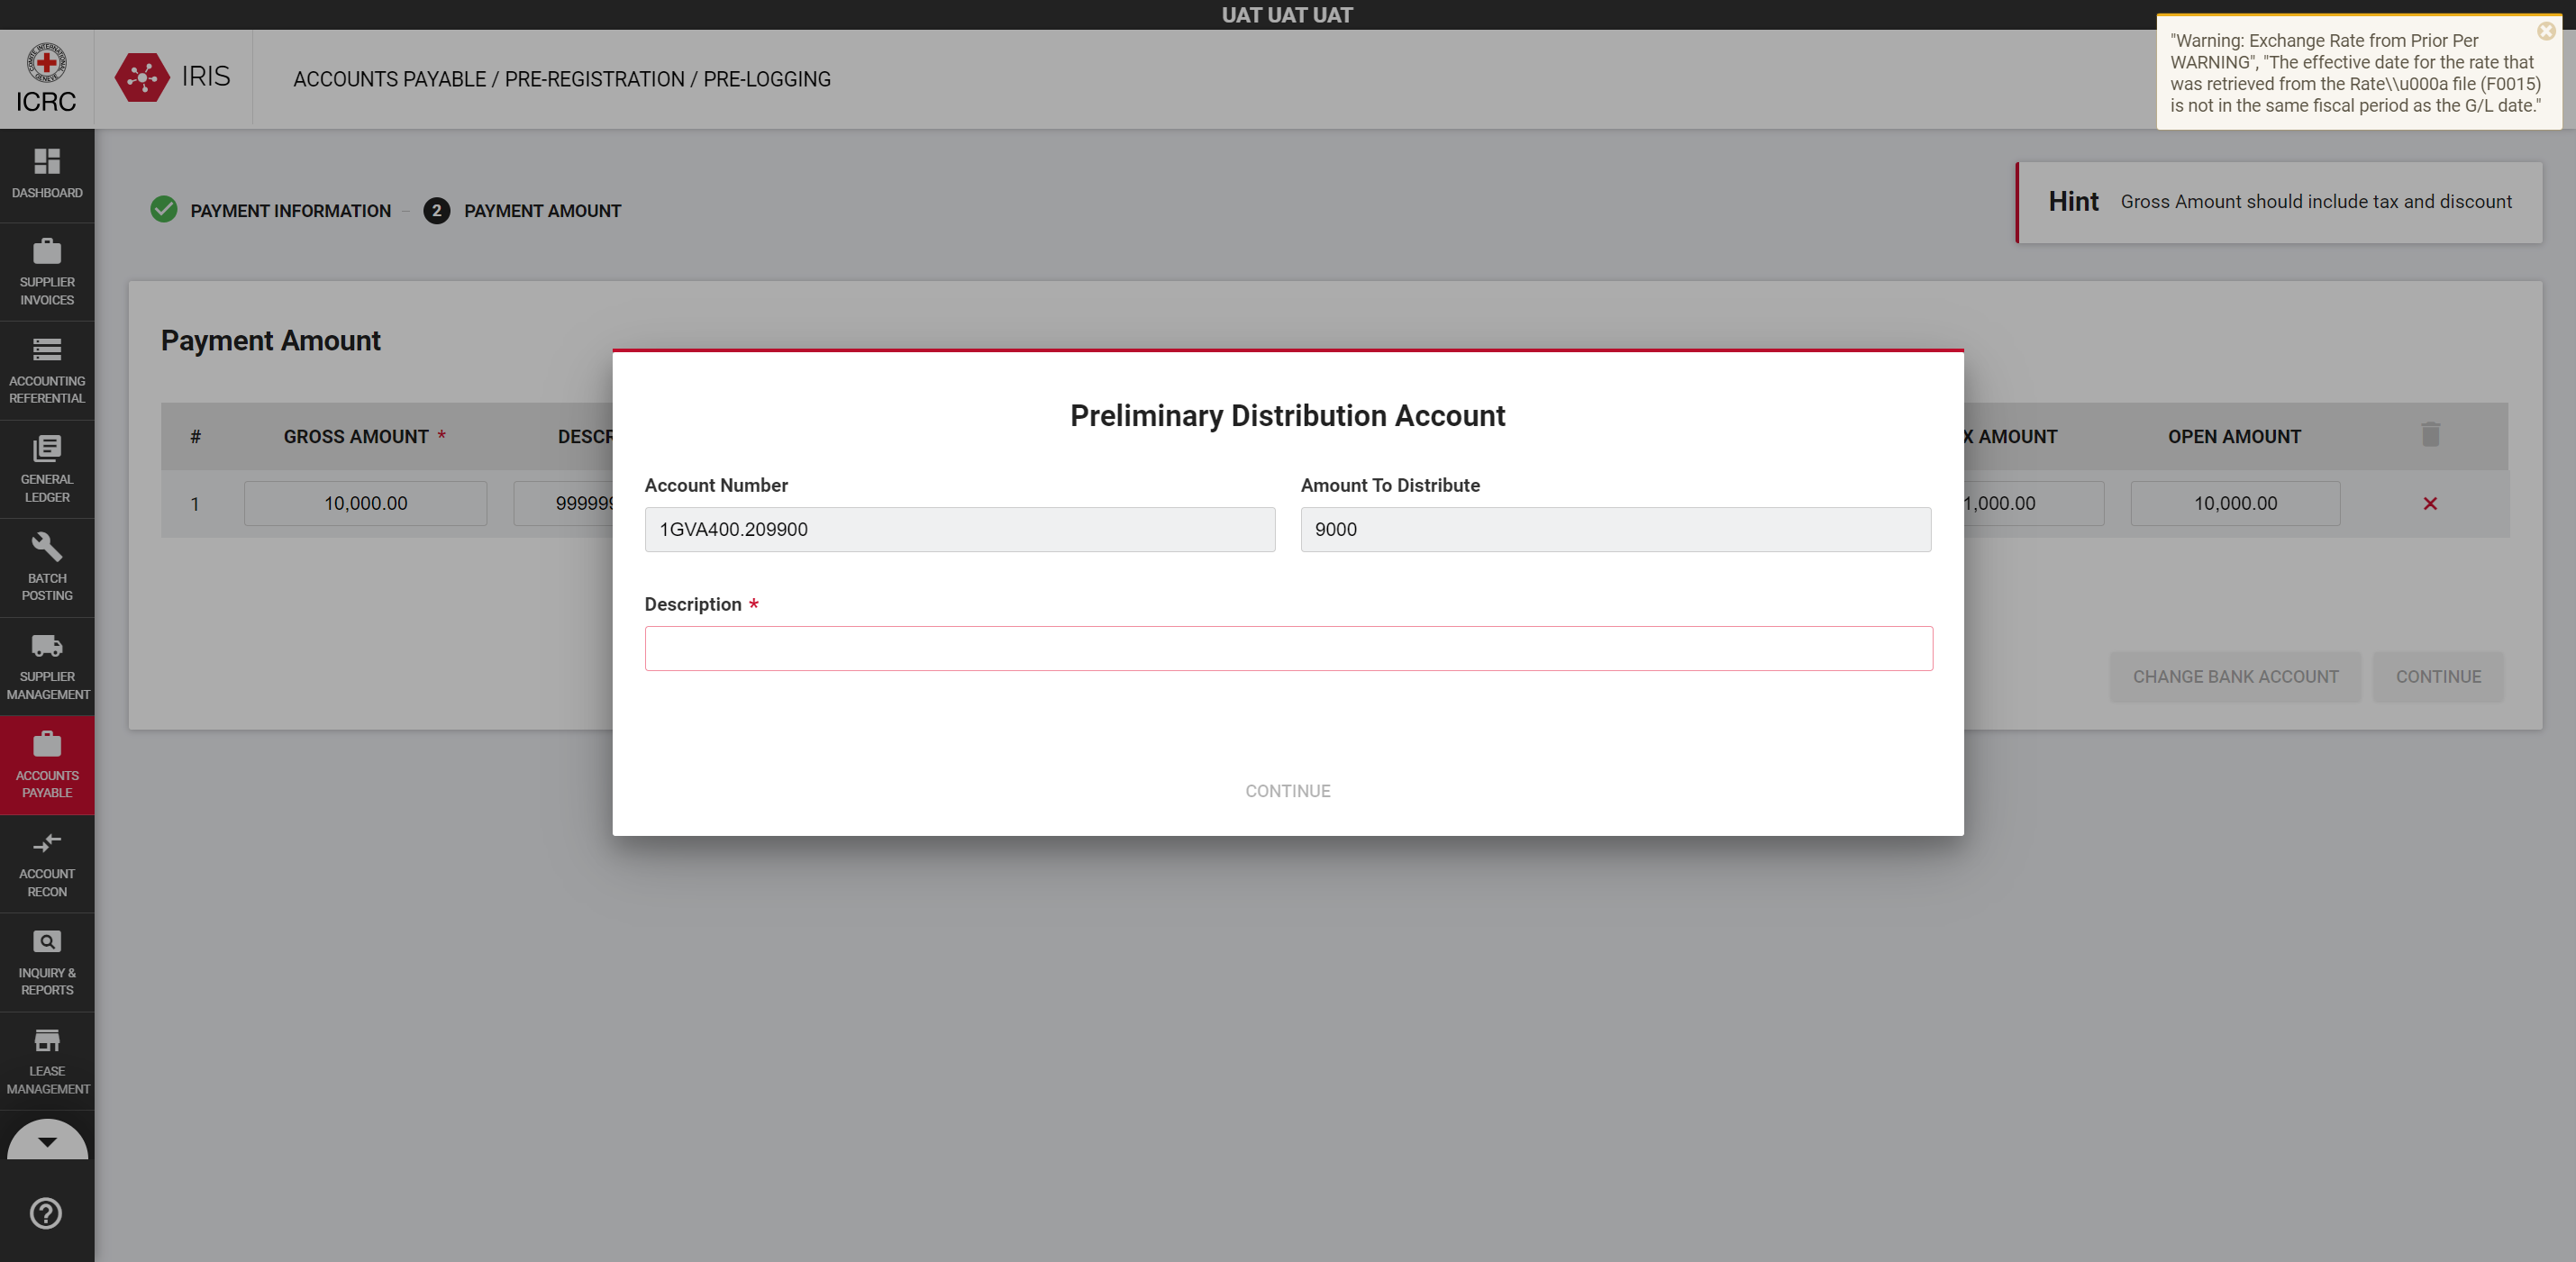 UAT UAT UAT
ICRC
IRIS
ACCOUNTS PAYABLE / PRE-REGISTRATION / PRE-LOGGING
"Warning: Exchange Rate from Prior Per
WARNING", "The effective date for the rate that
was retrieved from the Rate\\u000a file (F0015)
is not in the same fiscal period as the G/L date."
DASHBOARD
SUPPLIER
INVOICES
ACCOUNTING
REFERENTIAL
GENERAL
LEDGER
BATCH
POSTING
SUPPLIER
MANAGEMENT
ACCOUNTS
PAYABLE
ACCOUNT
RECON
INQUIRY &
REPORTS
LEASE
MANAGEMENT
PAYMENT INFORMATION
2 PAYMENT AMOUNT
Hint Gross Amount should include tax and discount
Payment Amount
# GROSS AMOUNT * DESCR X AMOUNT OPEN AMOUNT
1 10,000.00 999999 1,000.00 10,000.00
CHANGE BANK ACCOUNT CONTINUE
Preliminary Distribution Account
Account Number Amount To Distribute
1GVA400.209900 9000
Description *
CONTINUE